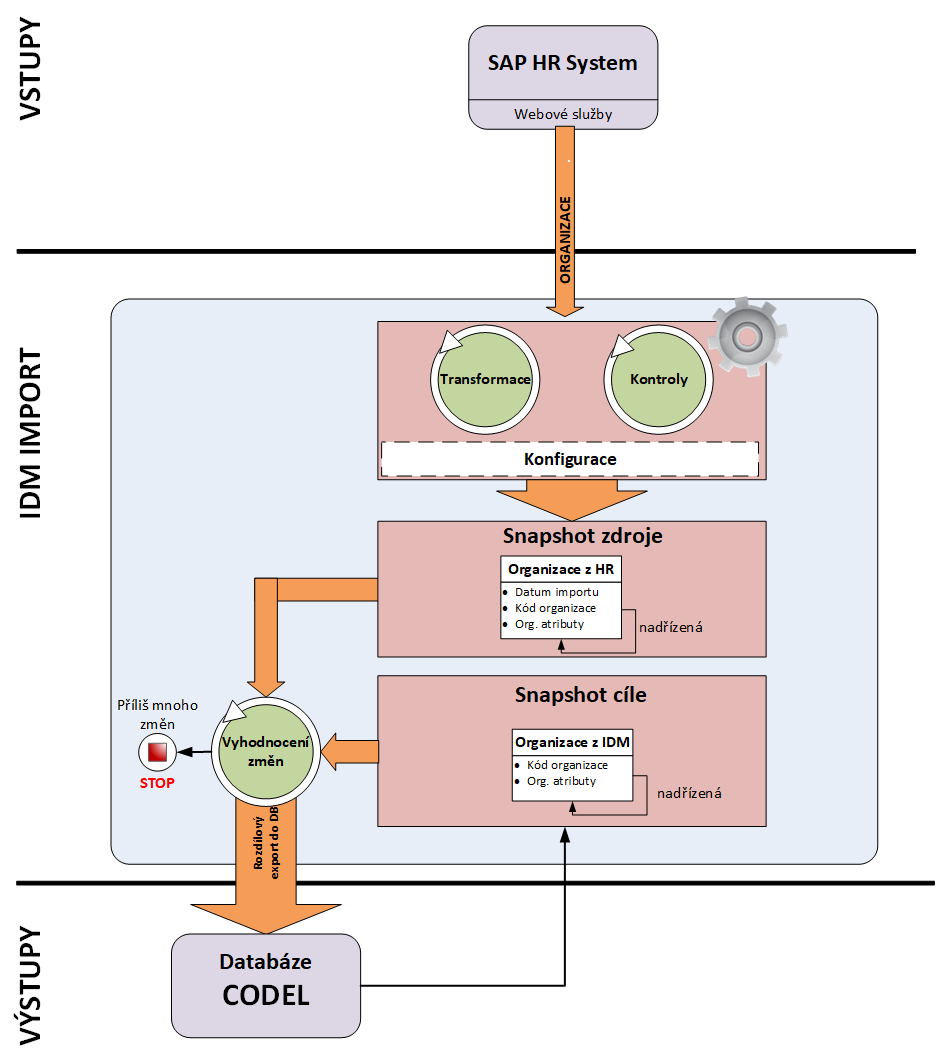 VSTUPY
SAP HR System
Webové služby
ORGANIZACE
IDM IMPORT
Transformace
Kontroly
Konfigurace
Snapshot zdroje
Organizace z HR
• Datum importu
• Kód organizace
• Org. atributy
nadřízená
Snapshot cíle
Organizace z IDM
• Kód organizace
• Org. atributy
nadřízená
Příliš mnoho
změn
STOP
Vyhodnocení
změn
Rozdílový
export do DB
VÝSTUPY
Databáze
CODEL